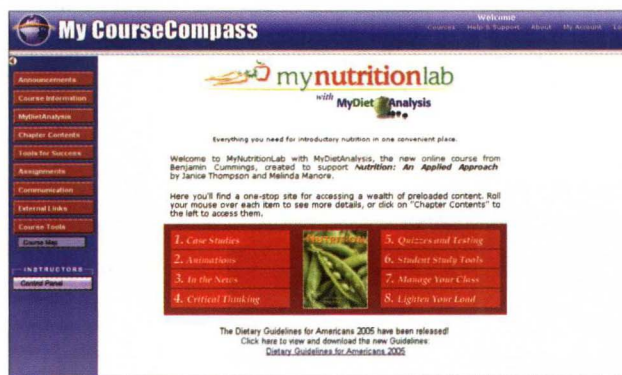 My CourseCompass
Welcome
Courses Help & Support About My Account
Announcements
Course Information
MyDietAnalysis
Chapter Contents
Tools for Success
Assignments
Communication
External Links
Course Tools
Course Map
INSTRUCTORS
Control Panel
mynutritionlab
with MyDiet Analysis
Everything you need for introductory nutrition in one convenient place.
Welcome to MyNutritionLab with MyDietAnalysis, the new online course from
Benjamin Cummings, created to support Nutrition: An Applied Approach
by Janice Thompson and Melinda Manore.
Here you'll find a one-stop site for accessing a wealth of preloaded content. Roll
your mouse over each item to see more details, or click on "Chapter Contents" to
the left to access them.
1. Case Studies
2. Animations
3. In the News
4. Critical Thinking
5. Quizzes and Testing
6. Student Study Tools
7. Manage Your Class
8. Lighten Your Load
The Dietary Guidelines for Americans 2005 have been released!
Click here to view and download the new Guidelines:
Dietary Guidelines for Americans 2005